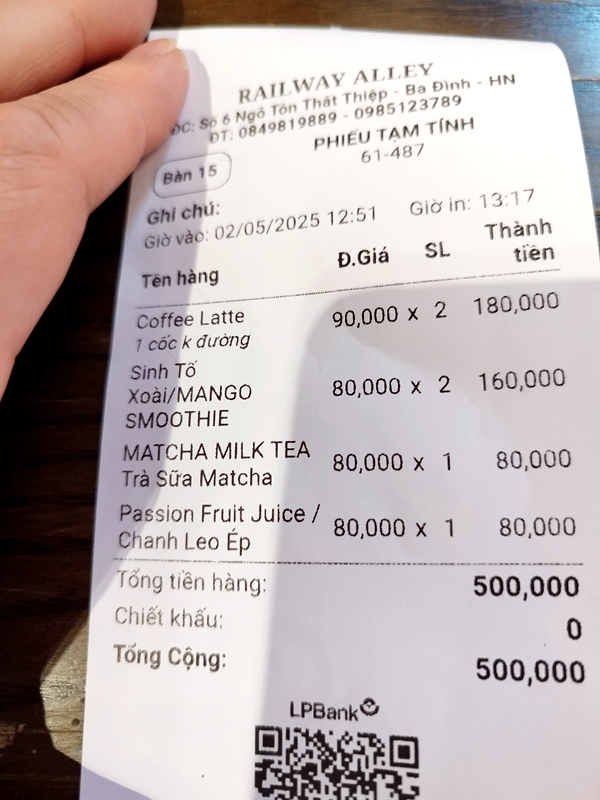 RAILWAY ALLEY
ĐC: Số 6 Ngõ Tôn Thất Thiệp - Ba Đình - HN
ĐT: 0849819889 - 0985123789
PHIẾU TẠM TÍNH
61-487
Bàn 15
Ghi chú:
Giờ vào: 02/05/2025 12:51 Giờ in: 13:17
Tên hàng Đ.Giá SL Thành tiền
Coffee Latte 90,000 x 2 180,000
1 cốc k đường
Sinh Tố
Xoài/MANGO 80,000 x 2 160,000
SMOOTHIE
MATCHA MILK TEA 80,000 x 1 80,000
Trà Sữa Matcha
Passion Fruit Juice / 80,000 x 1 80,000
Chanh Leo Ép
Tổng tiền hàng: 500,000
Chiết khấu: 0
Tổng Cộng: 500,000
LPBank